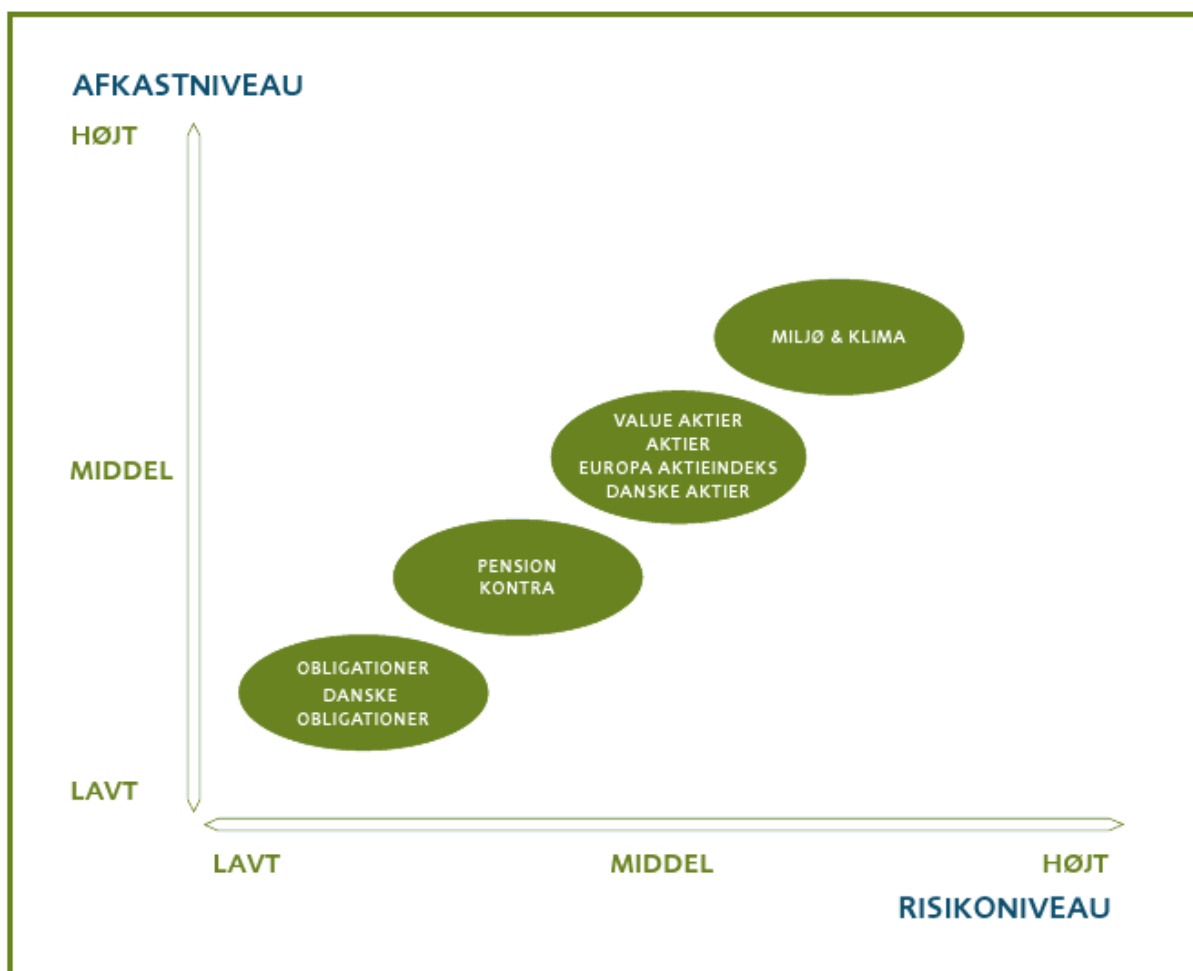 AFKASTNIVEAU
HØJT
MILJØ & KLIMA
VALUE AKTIER
AKTIER
EUROPA AKTIEINDEKS
DANSKE AKTIER
MIDDEL
PENSION
KONTRA
OBLIGATIONER
DANSKE
OBLIGATIONER
LAVT
LAVT
MIDDEL
HØJT
RISIKONIVEAU